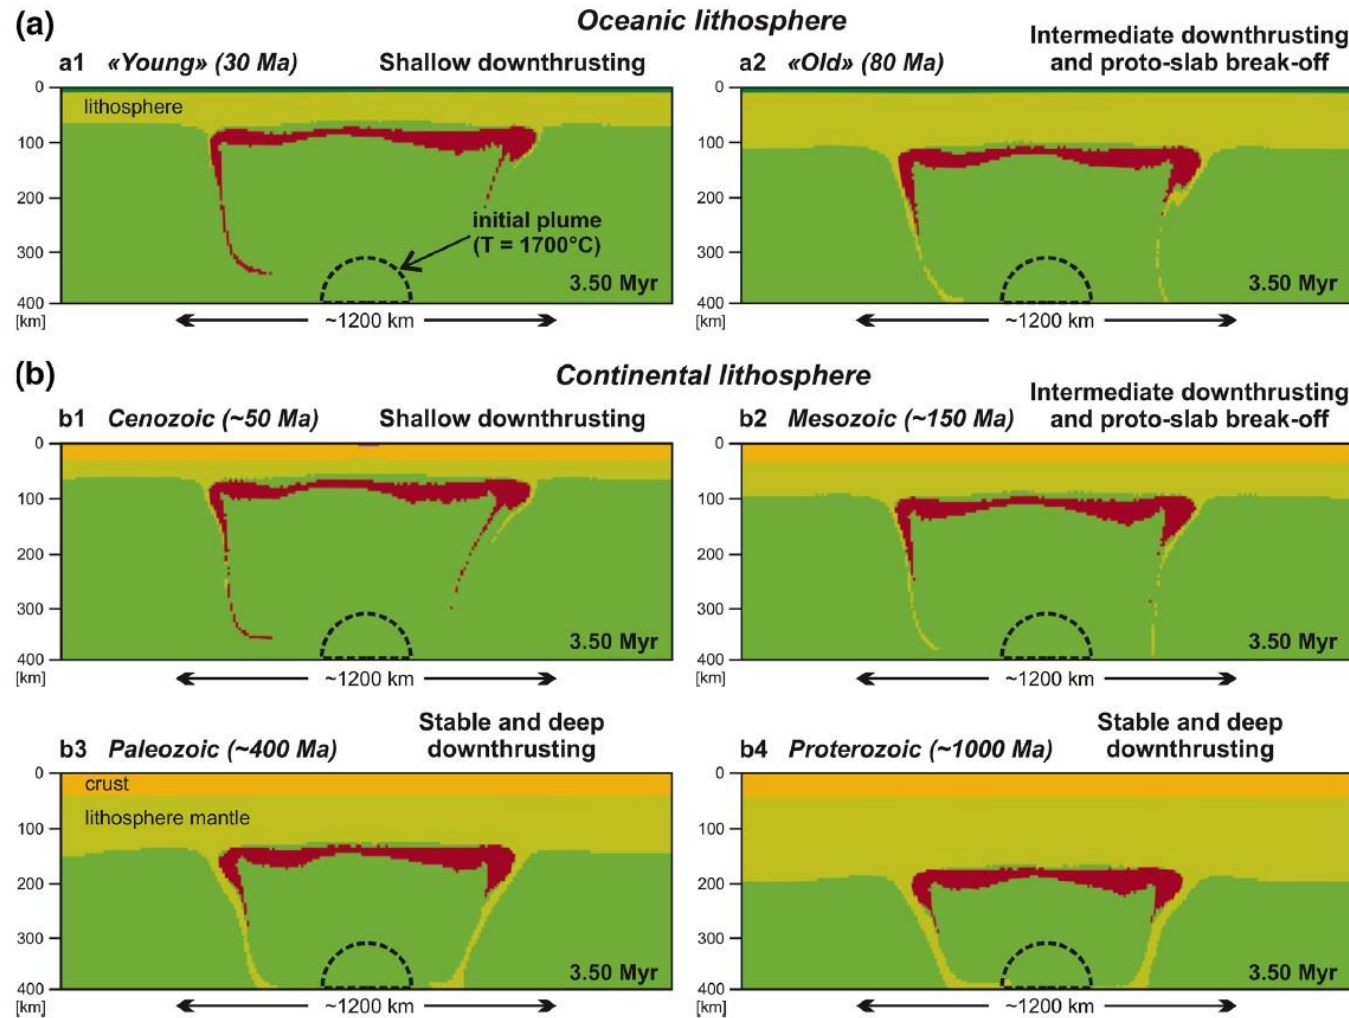 (a) Oceanic lithosphere
a1 «Young» (30 Ma) Shallow downthrusting
0
100
200
300
400
[km]
lithosphere
initial plume
(T = 1700°C)
3.50 Myr
~1200 km
a2 «Old» (80 Ma)
Intermediate downthrusting
and proto-slab break-off
0
100
200
300
400
[km]
3.50 Myr
~1200 km
(b) Continental lithosphere
b1 Cenozoic (~50 Ma) Shallow downthrusting
0
100
200
300
400
[km]
3.50 Myr
~1200 km
b2 Mesozoic (~150 Ma)
Intermediate downthrusting
and proto-slab break-off
0
100
200
300
400
[km]
3.50 Myr
~1200 km
b3 Paleozoic (~400 Ma)
Stable and deep
downthrusting
0
100
200
300
400
[km]
crust
lithosphere mantle
3.50 Myr
~1200 km
b4 Proterozoic (~1000 Ma)
Stable and deep
downthrusting
0
100
200
300
400
[km]
3.50 Myr
~1200 km